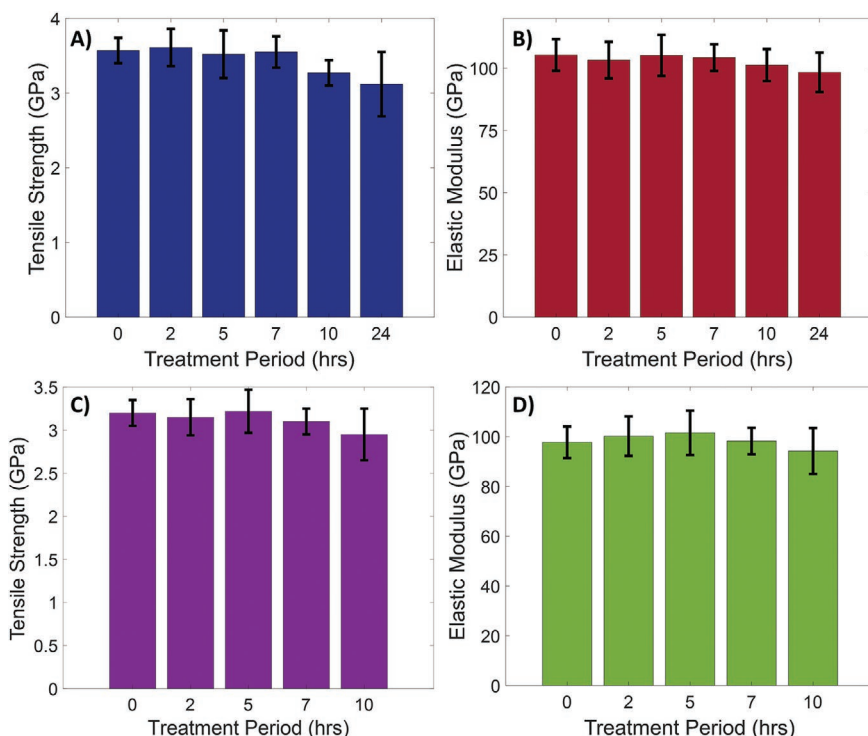 A)
Tensile Strength (GPa)
4
3
2
1
0
0 2 5 7 10 24
Treatment Period (hrs)
B)
Elastic Modulus (GPa)
100
75
50
25
0
0 2 5 7 10 24
Treatment Period (hrs)
C)
Tensile Strength (GPa)
3.5
3
2.5
2
1.5
1
0.5
0
0 2 5 7 10
Treatment Period (hrs)
D)
Elastic Modulus (GPa)
120
100
80
60
40
20
0
0 2 5 7 10
Treatment Period (hrs)